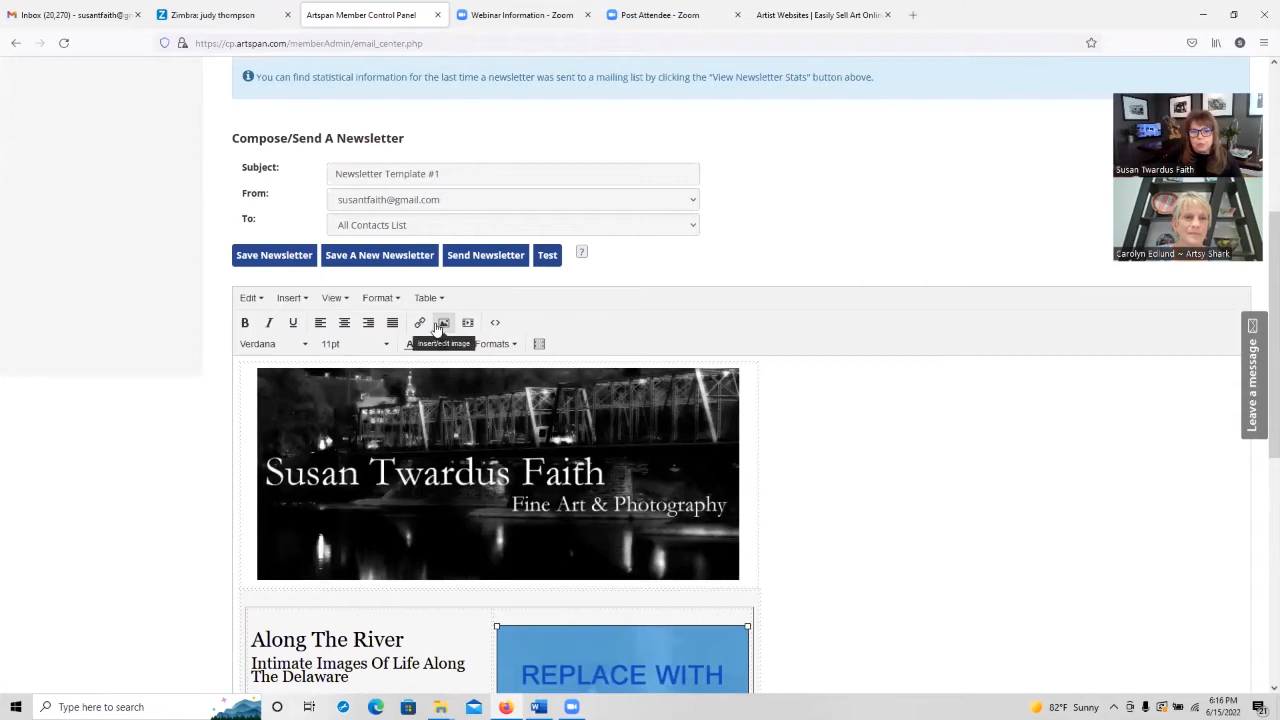 Inbox (20,270) - susantfaith@gm
Zimbra: judy thompson
Artspan Member Control Panel
Webinar Information - Zoom
Post Attendee - Zoom
Artist Websites | Easily Sell Art Onlin
https://cp.artspan.com/memberAdmin/email_center.php
You can find statistical information for the last time a newsletter was sent to a mailing list by clicking the "View Newsletter Stats" button above.
Compose/Send A Newsletter
Subject:
Newsletter Template #1
From:
susantfaith@gmail.com
To:
All Contacts List
Save Newsletter
Save A New Newsletter
Send Newsletter
Test
?
Edit
Insert
View
Format
Table
B I U
Verdana
11pt
A
Insert/edit image
Formats
Susan Twardus Faith
Fine Art & Photography
Along The River
Intimate Images Of Life Along
The Delaware
REPLACE WITH
Susan Twardus Faith
Carolyn Edlund ~ Artsy Shark
Leave a message
Type here to search
82°F Sunny
6:16 PM
6/15/2022
21